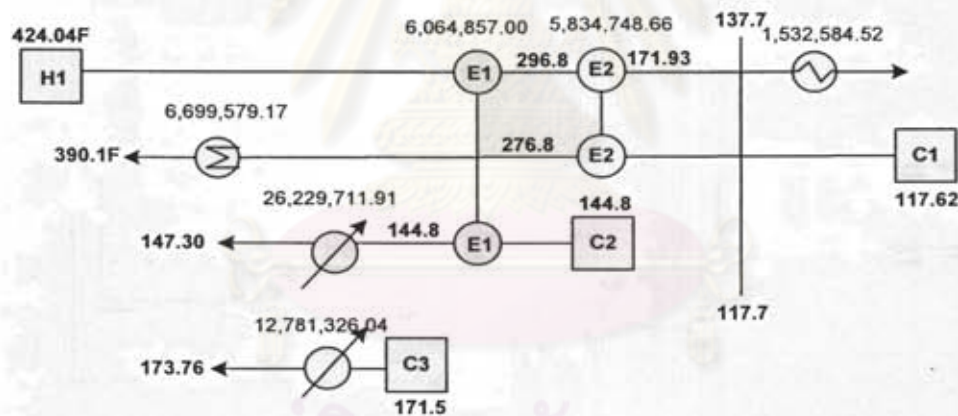 6,064,857.00 5,834,748.66 137.7
424.04F 1,532,584.52
H1 E1 296.8 E2 171.93
6,699,579.17
390.1F 276.8 E2 C1
26,229,711.91 144.8 117.62
147.30 144.8 E1 C2
117.7
12,781,326.04
173.76 C3
171.5